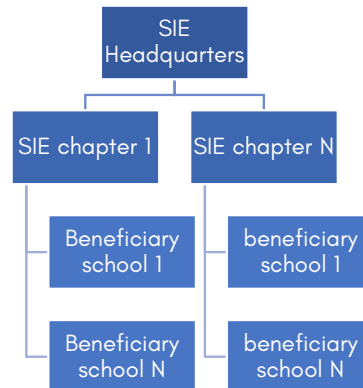 SIE
Headquarters
SIE chapter 1
SIE chapter N
Beneficiary
school 1
beneficiary
school 1
Beneficiary
school N
beneficiary
school N